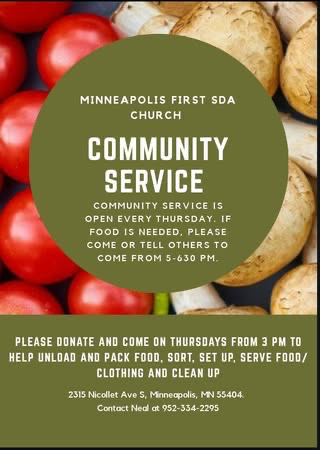 MINNEAPOLIS FIRST SDA
CHURCH
COMMUNITY
SERVICE
COMMUNITY SERVICE IS
OPEN EVERY THURSDAY. IF
FOOD IS NEEDED, PLEASE
COME OR TELL OTHERS TO
COME FROM 5-630 PM.
PLEASE DONATE AND COME ON THURSDAYS FROM 3 PM TO
HELP UNLOAD AND PACK FOOD, SORT, SET UP, SERVE FOOD/
CLOTHING AND CLEAN UP
2315 Nicollet Ave S, Minneapolis, MN 55404.
Contact Neal at 952-334-2295